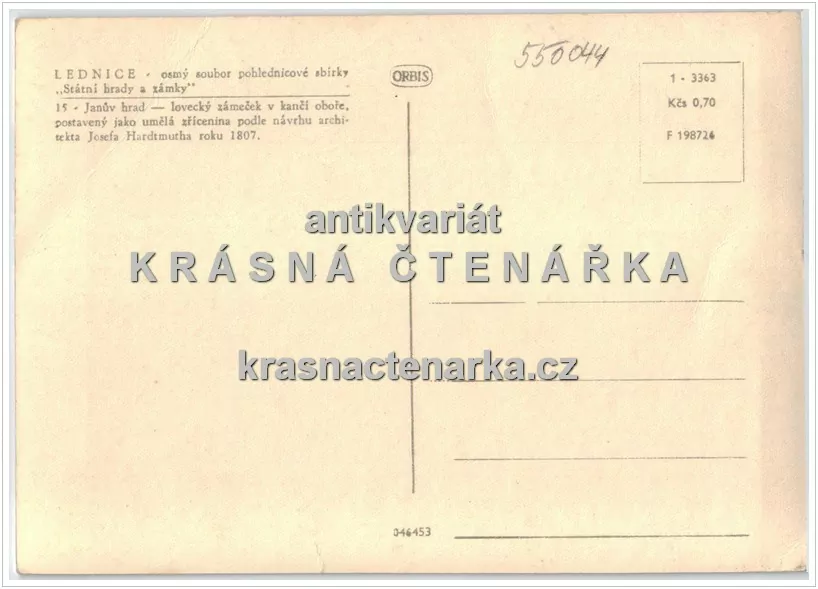 550044
LEDNICE - osmý soubor pohlednicové sbírky
„Státní hrady a zámky"
15 - Janův hrad — lovecký zámeček v kančí oboře,
postavený jako umělá zřícenina podle návrhu archi-
tekta Josefa Hardtmutha roku 1807.
ORBIS
1 - 3363
Kčs 0,70
F 198726
antikvariát
KRÁSNÁ ČTENÁŘKA
krasnactenarka.cz
046453